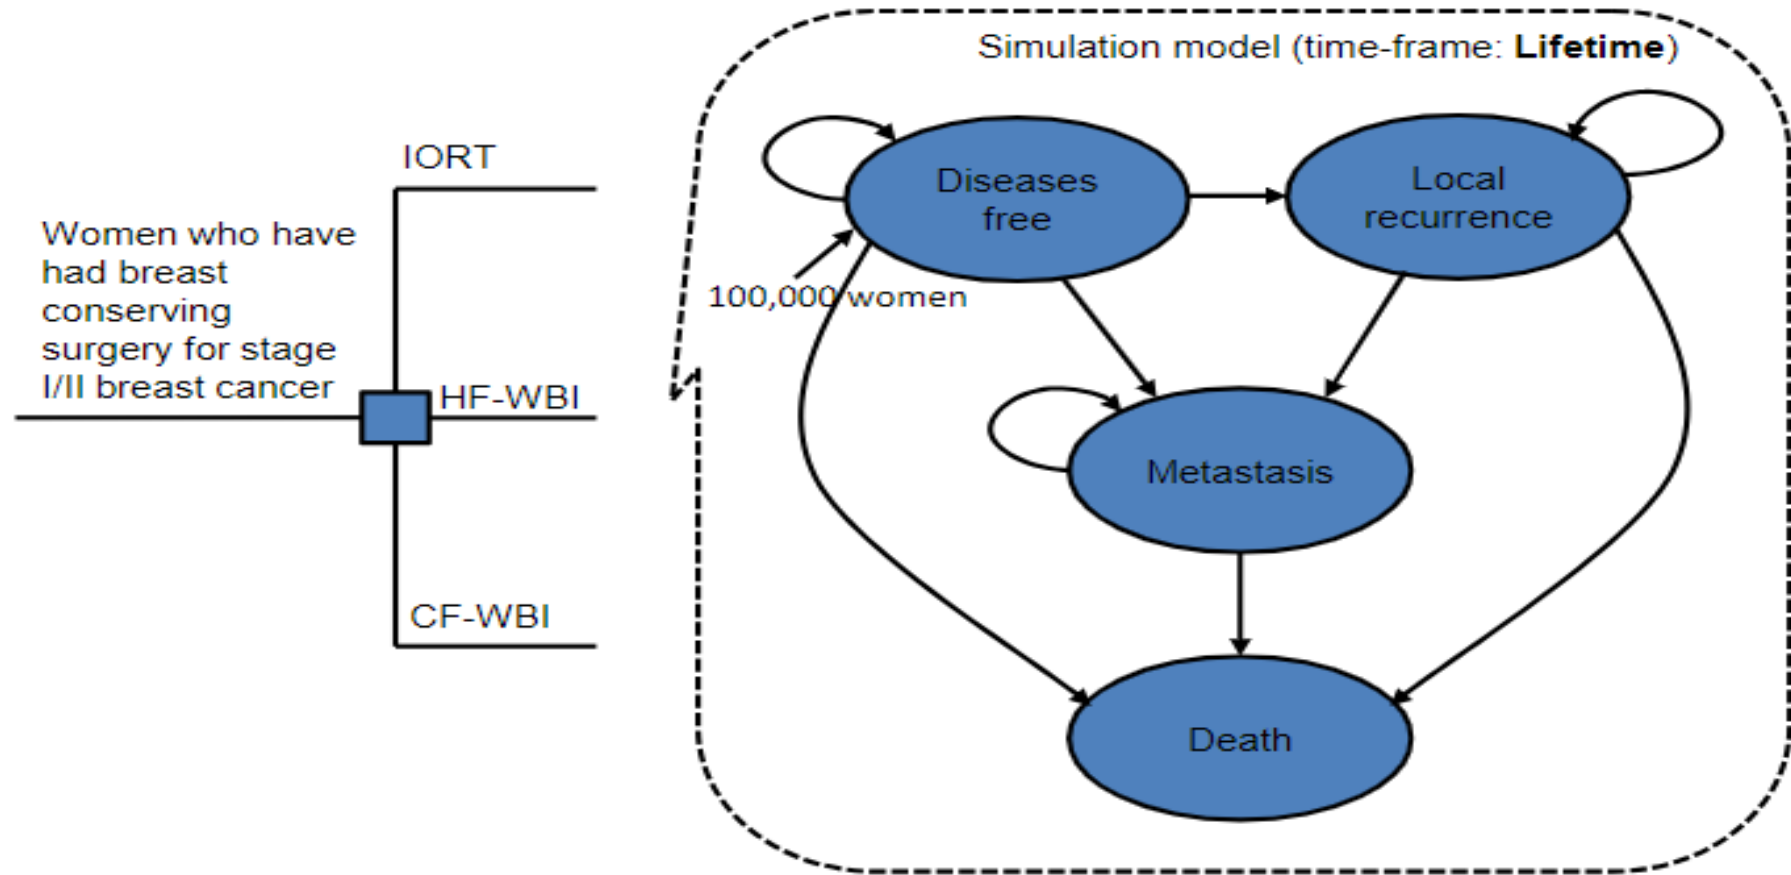 Simulation model (time-frame: Lifetime)
IORT
Women who have
had breast
conserving
surgery for stage
I/II breast cancer
HF-WBI
CF-WBI
Diseases
free
Local
recurrence
100,000 women
Metastasis
Death